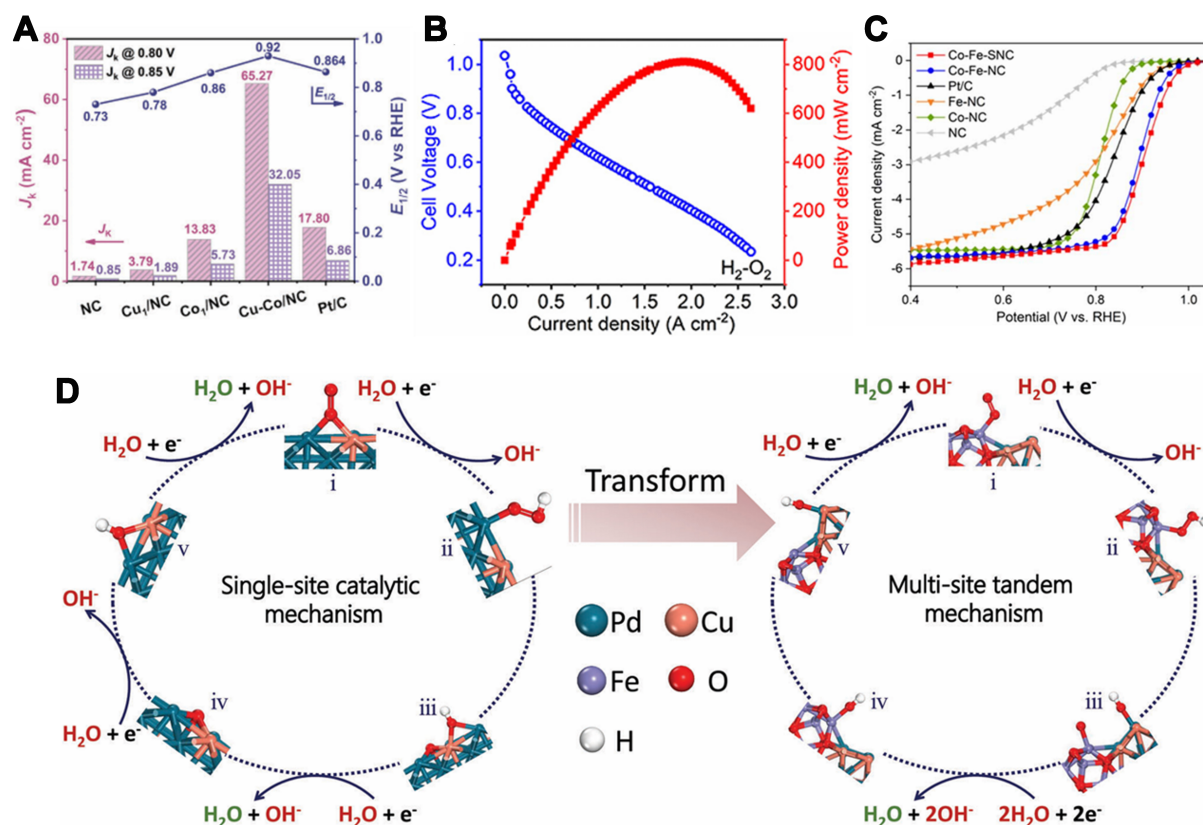 A
J_k @ 0.80 V
J_k @ 0.85 V
80
60
40
20
0
J_k (mA cm⁻²)
0.73
0.78
0.86
0.92
0.864
E₁/₂
65.27
32.05
13.83
5.73
17.80
6.86
3.79
1.89
1.74
0.85
J_K
1.0
0.8
0.6
0.4
0.2
0.0
E₁/₂ (V vs RHE)
NC
Cu₁/NC
Co₁/NC
Cu-Co/NC
Pt/C
B
1.0
0.8
0.6
0.4
0.2
Cell Voltage (V)
800
600
400
200
0
Power density (mW cm⁻²)
H₂-O₂
0.0 0.5 1.0 1.5 2.0 2.5 3.0
Current density (A cm⁻²)
C
Co-Fe-SNC
Co-Fe-NC
Pt/C
Fe-NC
Co-NC
NC
0
-1
-2
-3
-4
-5
-6
Current density (mA cm⁻²)
0.4 0.6 0.8 1.0
Potential (V vs. RHE)
D
H₂O + OH⁻
H₂O + e⁻
H₂O + e⁻
OH⁻
i
ii
iii
iv
v
Single-site catalytic
mechanism
OH⁻
H₂O + e⁻
H₂O + OH⁻
H₂O + e⁻
Transform
Pd
Cu
Fe
O
H
H₂O + OH⁻
H₂O + e⁻
H₂O + e⁻
OH⁻
i
ii
iii
iv
v
Multi-site tandem
mechanism
H₂O + 2OH⁻
2H₂O + 2e⁻